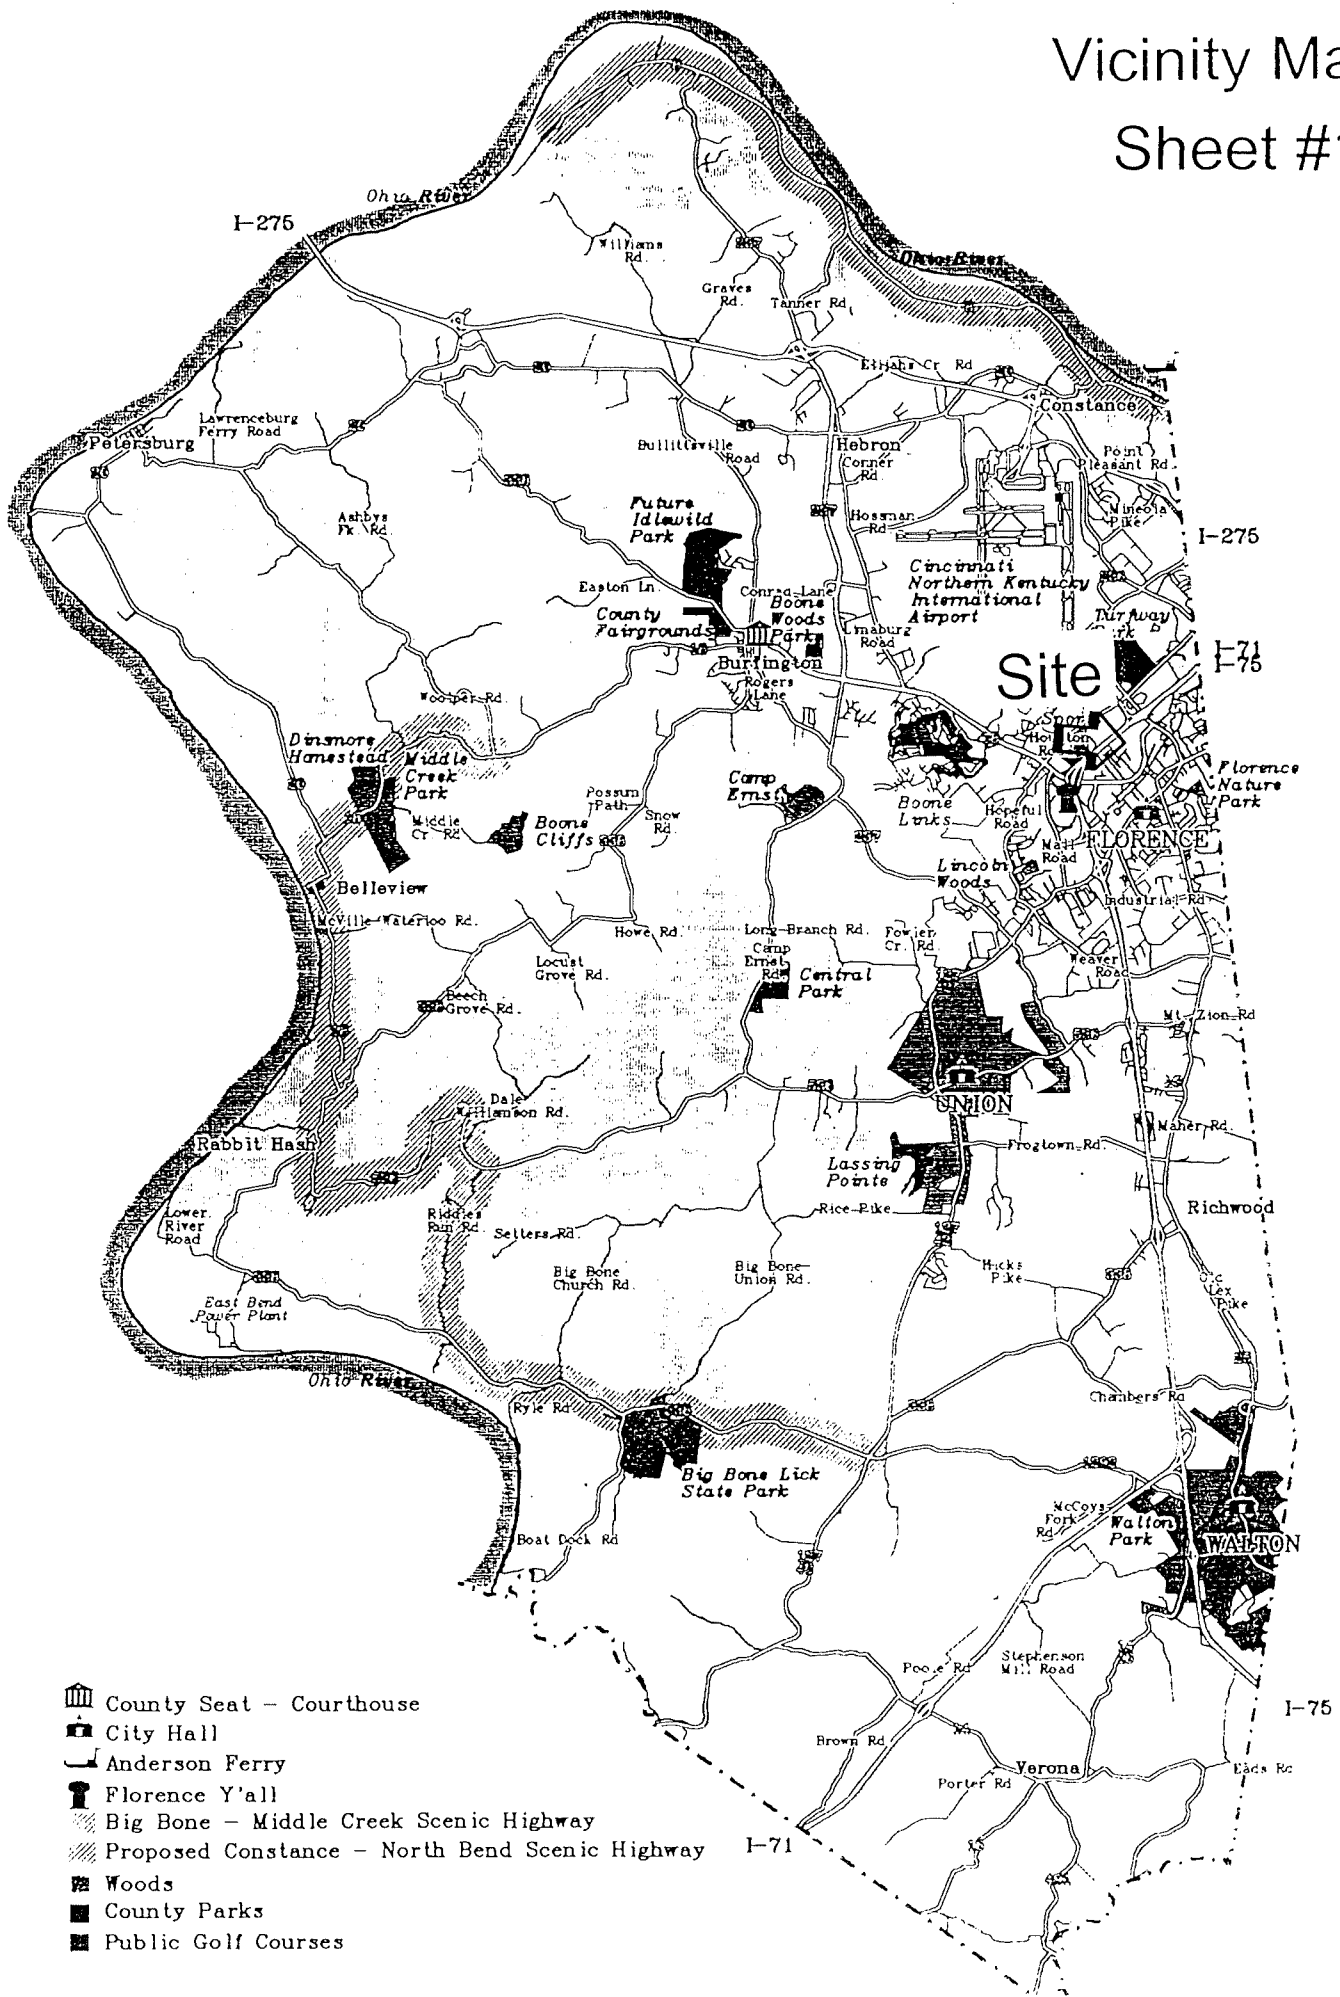 Vicinity Ma
Sheet #1
Ohio River
I-275
Williams
Rd.
Ohio River
Graves
Rd.
Tanner Rd
Elijahs Cr Rd
Constance
Lawrenceburg
Ferry Road
Petersburg
Bullittsville
Road
Hebron
Conner
Rd.
Point
Pleasant Rd.
Ashbys
Fk. Rd.
Future
Idlewild
Park
Hossman
Rd
Mineola
Pike
I-275
Cincinnati
Northern Kentucky
International
Airport
Easton Ln.
Conrad Lane
County
Fairgrounds
Boone
Woods
Park
Limaburg
Road
Turfway
Park
I-71
I-75
Burlington
Rogers
Lane
Site
Woolper Rd.
Dinsmore
Homestead
Middle
Creek
Park
Houston
Camp
Ernst
Florence
Nature
Park
Possum
Path
Snow
Rd.
Middle
Cr Rd
Boone
Cliffs
Boone
Links
Hopeful
Road
Mall
Road
FLORENCE
Lincoln
Woods
Belleview
Industrial Rd
McVille-Waterloo Rd.
Howe Rd.
Long Branch Rd.
Fowler
Cr. Rd.
Camp
Ernst
Rd
Locust
Grove Rd.
Central
Park
Weaver
Road
Beech
Grove Rd.
Mt. Zion Rd
Dale
Williamson Rd.
UNION
Rabbit Hash
Maher Rd.
Frogtown Rd.
Lassing
Pointe
Rice Pike
Richwood
Lower
River
Road
Riddles
Run Rd.
Setters Rd.
Big Bone
Church Rd.
Big Bone-
Union Rd.
Hicks
Pike
Old
Lex
Pike
East Bend
Power Plant
Ohio River
Ryle Rd
Chambers Rd
Big Bone Lick
State Park
McCoys
Fork
Rd
Walton
Park
WALTON
Boat Dock Rd
Poole Rd
Stephenson
Mill Road
I-75
Brown Rd
Verona
Porter Rd
Eads Rd
I-71
County Seat – Courthouse
City Hall
Anderson Ferry
Florence Y'all
Big Bone – Middle Creek Scenic Highway
Proposed Constance – North Bend Scenic Highway
Woods
County Parks
Public Golf Courses